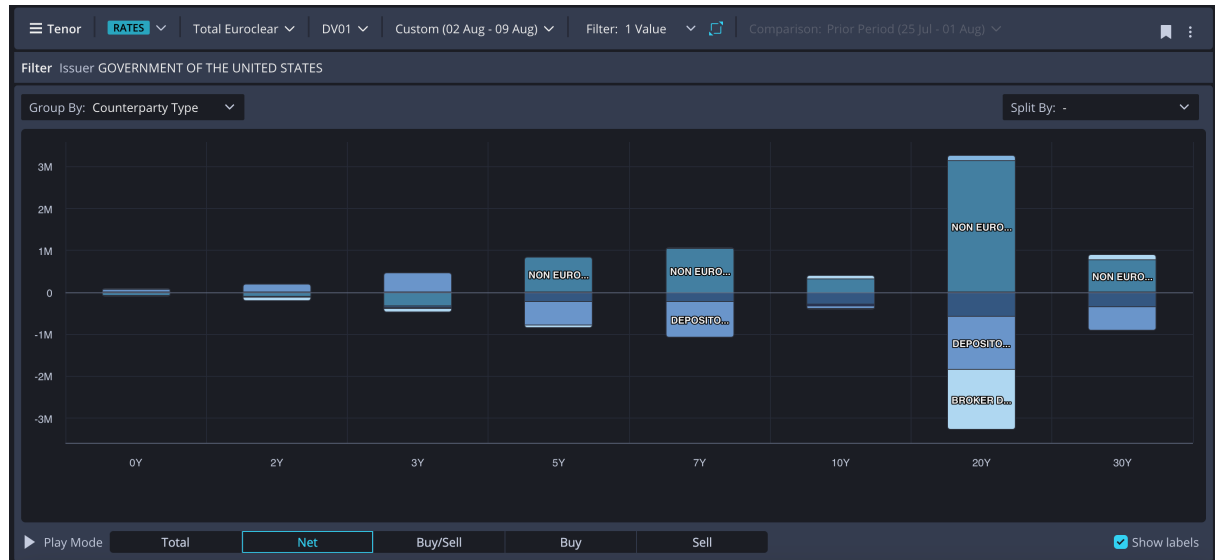 Tenor RATES Total Euroclear DV01 Custom (02 Aug - 09 Aug) Filter: 1 Value Comparison: Prior Period (25 Jul - 01 Aug)
Filter Issuer GOVERNMENT OF THE UNITED STATES
Group By: Counterparty Type Split By: -
3M
2M
NON EURO...
1M
NON EURO... NON EURO... NON EURO...
0
DEPOSITO...
-1M
DEPOSITO...
-2M
BROKER D...
-3M
0Y 2Y 3Y 5Y 7Y 10Y 20Y 30Y
Play Mode Total Net Buy/Sell Buy Sell Show labels